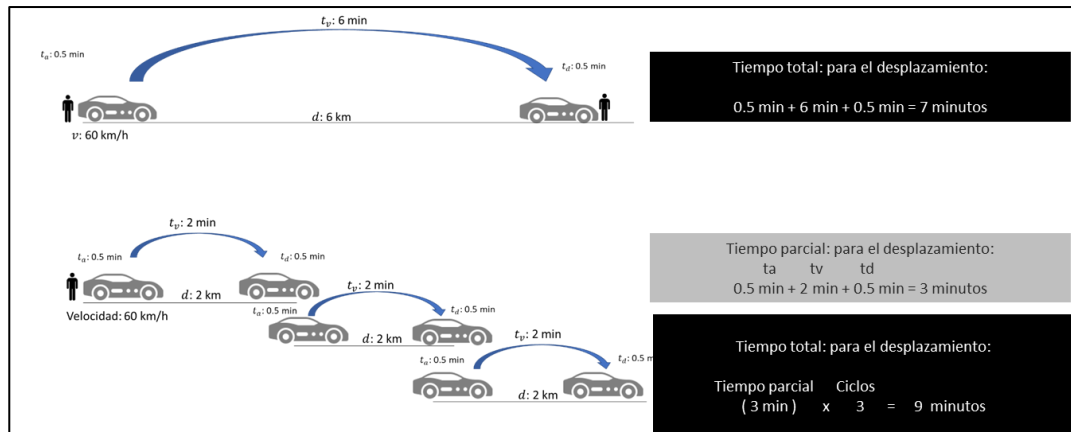 t_v: 6 min
t_a: 0.5 min
t_d: 0.5 min
d: 6 km
v: 60 km/h
Tiempo total: para el desplazamiento:
0.5 min + 6 min + 0.5 min = 7 minutos
t_v: 2 min
t_a: 0.5 min
t_d: 0.5 min
d: 2 km
Velocidad: 60 km/h
t_v: 2 min
t_a: 0.5 min
t_d: 0.5 min
d: 2 km
t_v: 2 min
t_a: 0.5 min
t_d: 0.5 m
d: 2 km
Tiempo parcial: para el desplazamiento:
ta tv td
0.5 min + 2 min + 0.5 min = 3 minutos
Tiempo total: para el desplazamiento:
Tiempo parcial Ciclos
( 3 min ) x 3 = 9 minutos